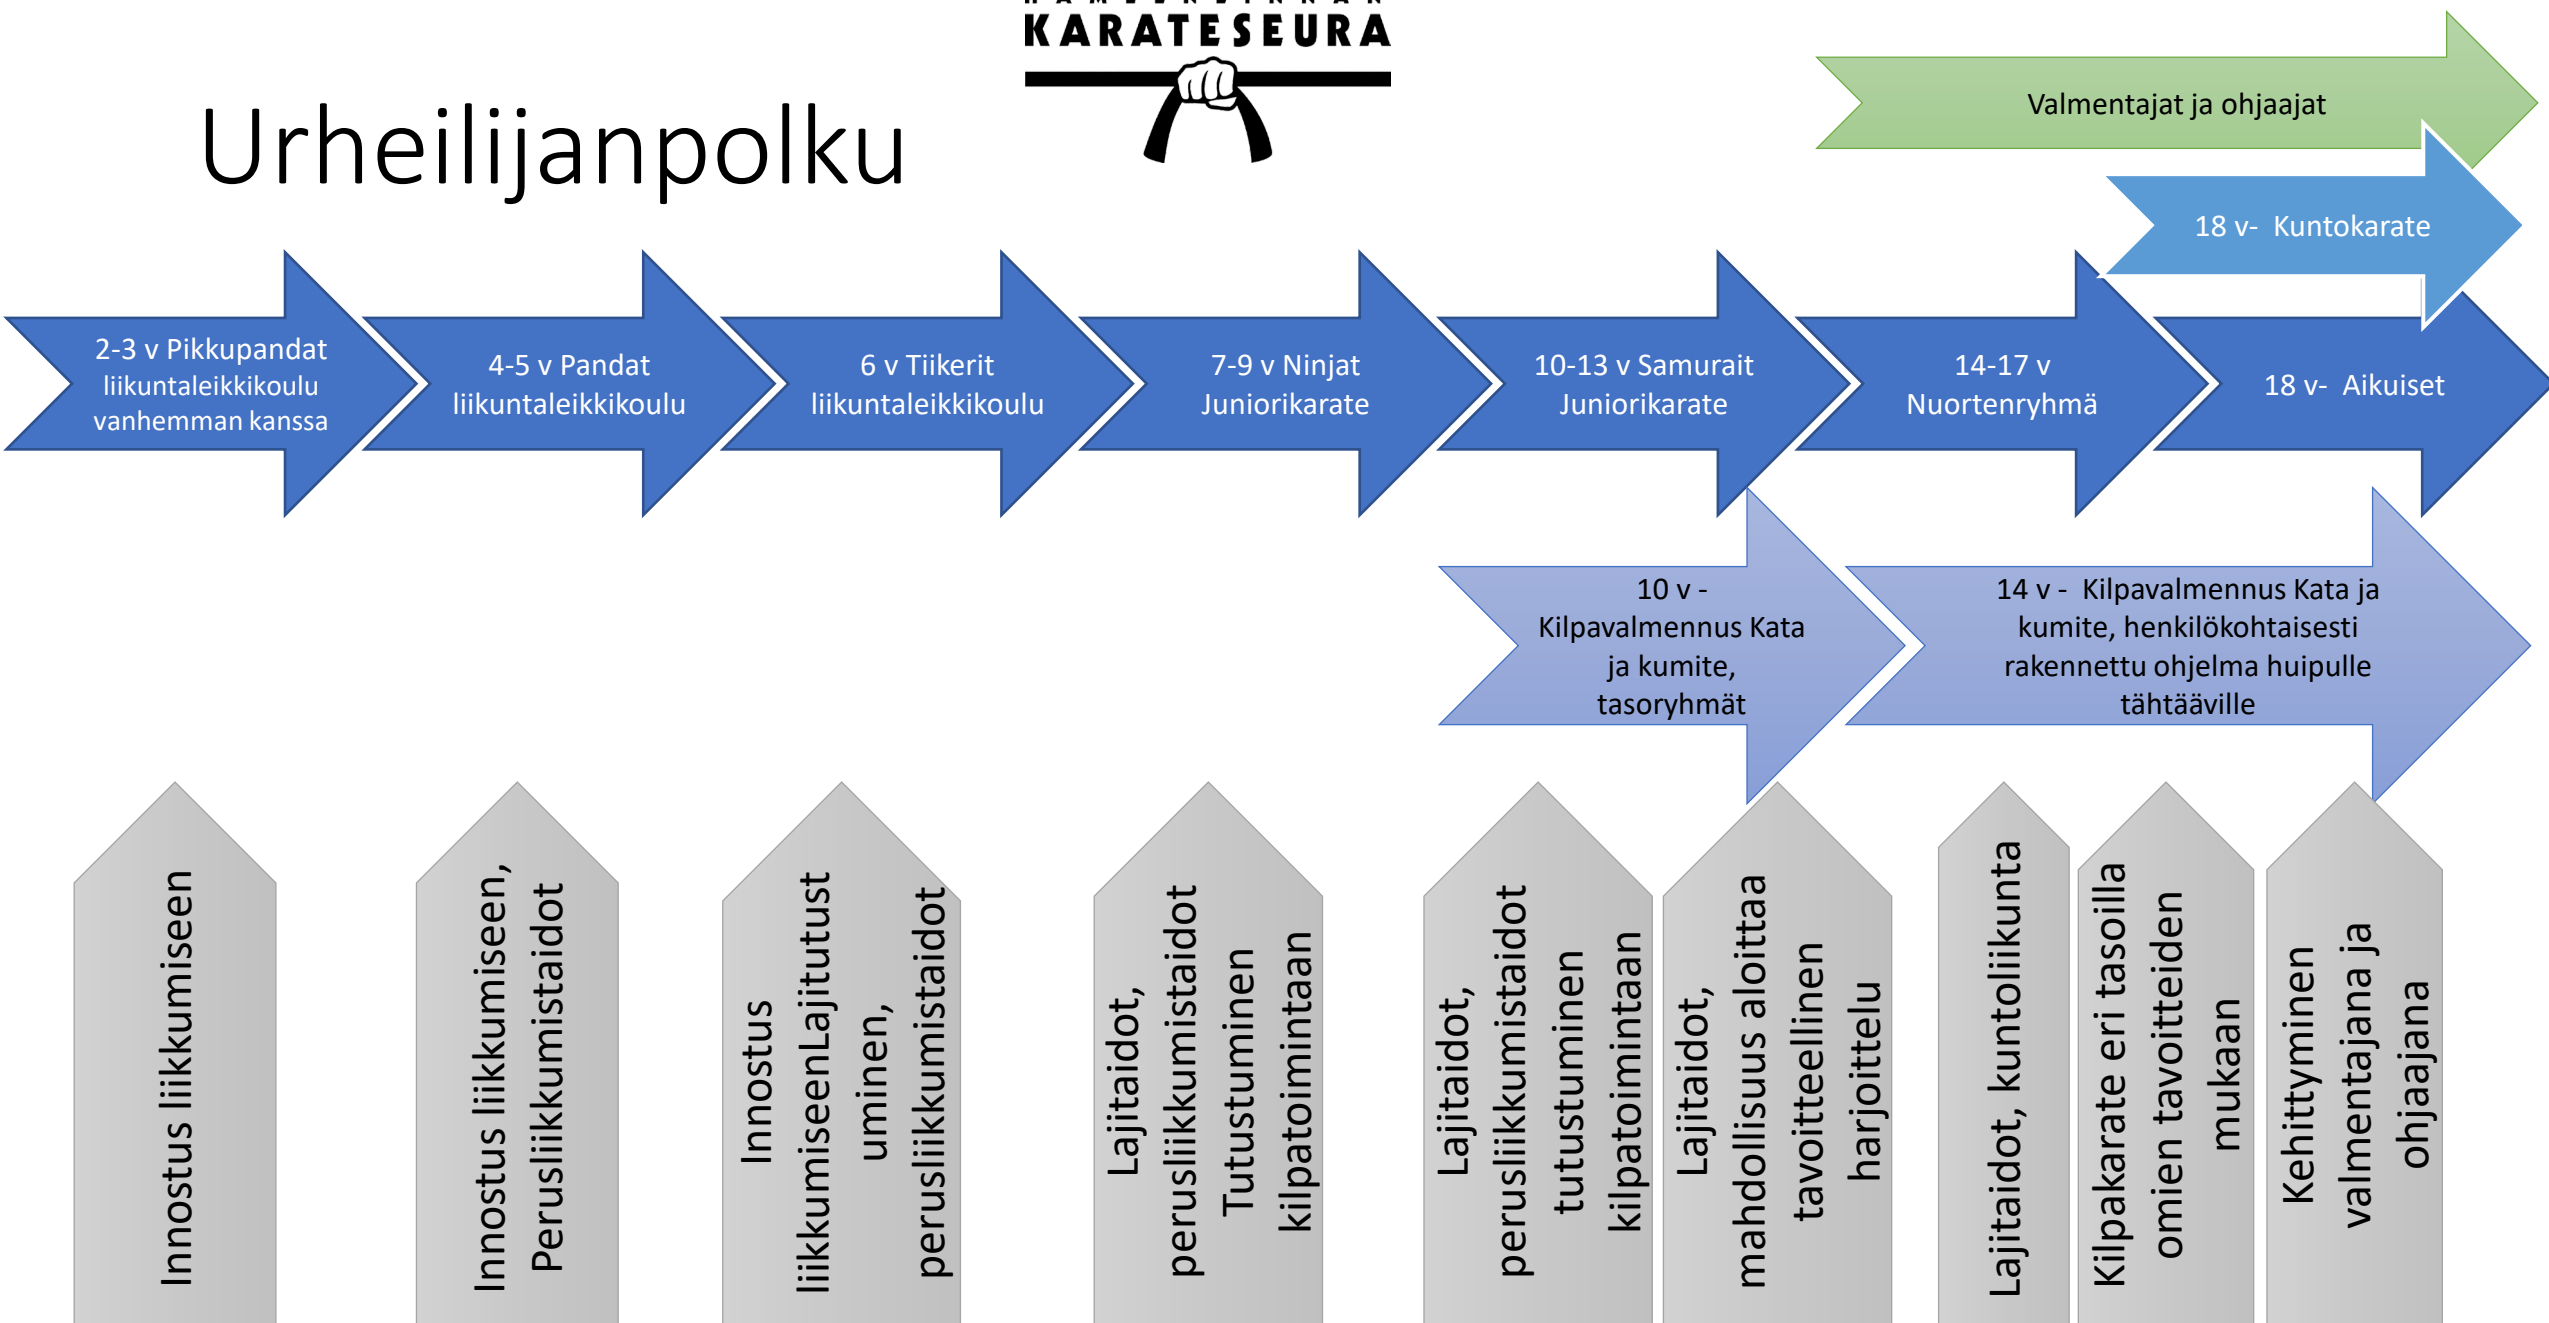 KARATESEURA
Urheilijanpolku
Valmentajat ja ohjaajat
18 v-  Kuntokarate
2-3 v Pikkupandat
liikuntaleikkikoulu
vanhemman kanssa
4-5 v Pandat
liikuntaleikkikoulu
6 v Tiikerit
liikuntaleikkikoulu
7-9 v Ninjat
Juniorikarate
10-13 v Samurait
Juniorikarate
14-17 v
Nuortenryhmä
18 v-  Aikuiset
10 v -
Kilpavalmennus Kata
ja kumite,
tasoryhmät
14 v -  Kilpavalmennus Kata ja
kumite, henkilökohtaisesti
rakennettu ohjelma huipulle
tähtääville
Innostus liikkumiseen
Innostus liikkumiseen,
Perusliikkumistaidot
Innostus
liikkumiseenLajitutust
uminen,
perusliikkumistaidot
Lajitaidot,
perusliikkumistaidot
Tutustuminen
kilpatoimintaan
Lajitaidot,
perusliikkumistaidot
tutustuminen
kilpatoimintaan
Lajitaidot,
mahdollisuus aloittaa
tavoitteellinen
harjoittelu
Lajitaidot, kuntoliikunta
Kilpakarate eri tasoilla
omien tavoitteiden
mukaan
Kehittyminen
valmentajana ja
ohjaajana